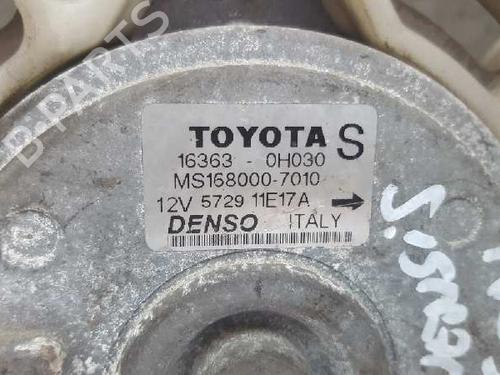 B-PARTS
TOYOTA S
16363 - 0H030
MS168000-7010
12V 5729 11E17A →
DENSO ITALY